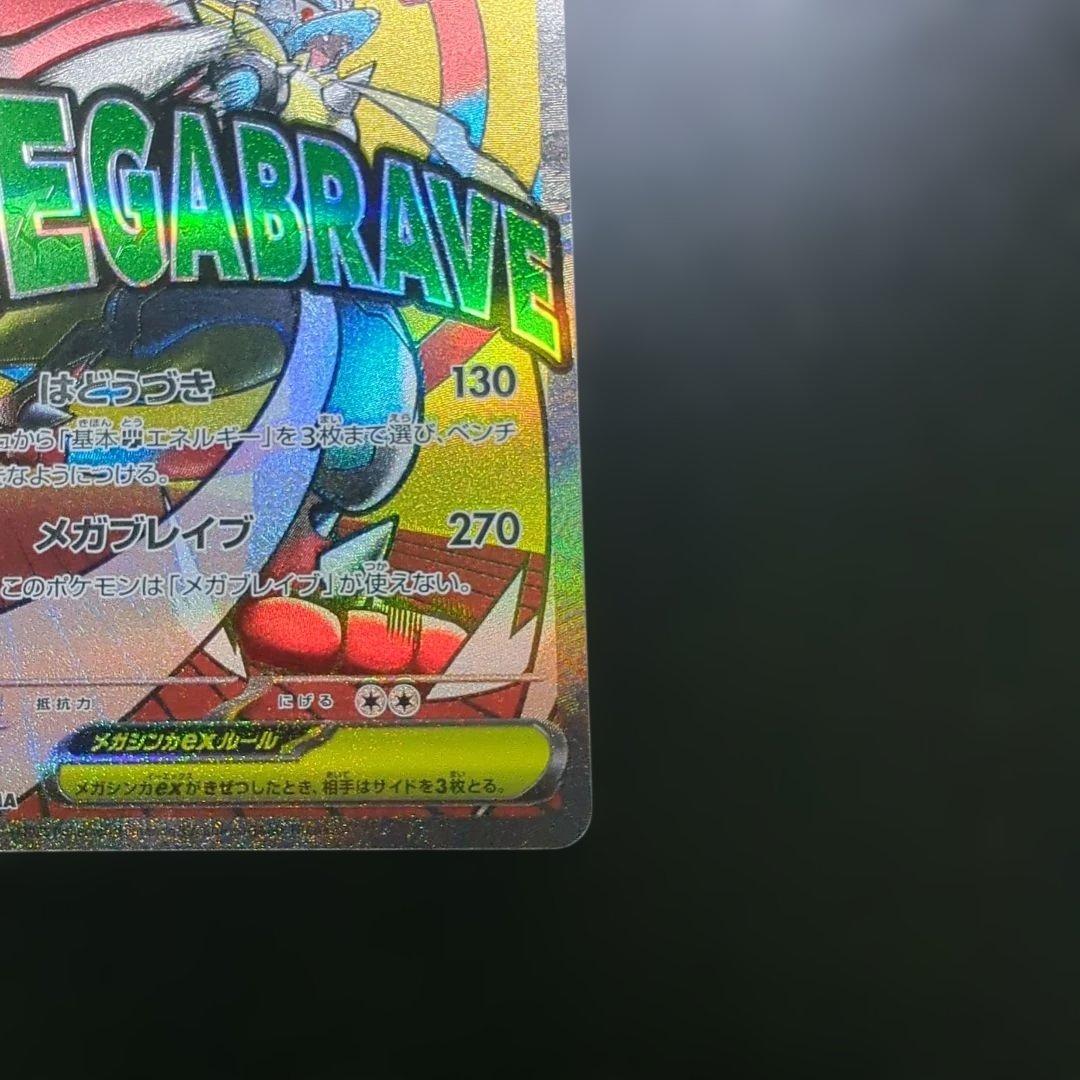 EGABRAVE
はどうづき 130
から「基本闘エネルギー」を3枚まで選び、ベンチ
なようにつける。
メガブレイブ 270
このポケモンは「メガブレイブ」が使えない。
抵抗力 にげる
メガシンカexルール
メガシンカexがきぜつしたとき、相手はサイドを3枚とる。